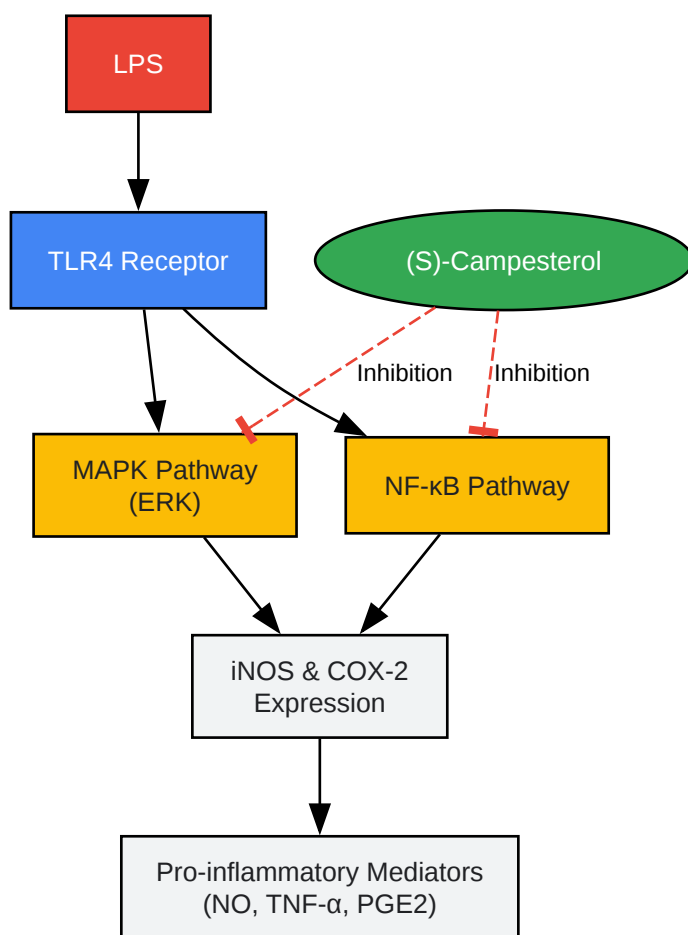 LPS
TLR4 Receptor
(S)-Campesterol
Inhibition
Inhibition
MAPK Pathway
(ERK)
NF-κB Pathway
iNOS & COX-2
Expression
Pro-inflammatory Mediators
(NO, TNF-α, PGE2)